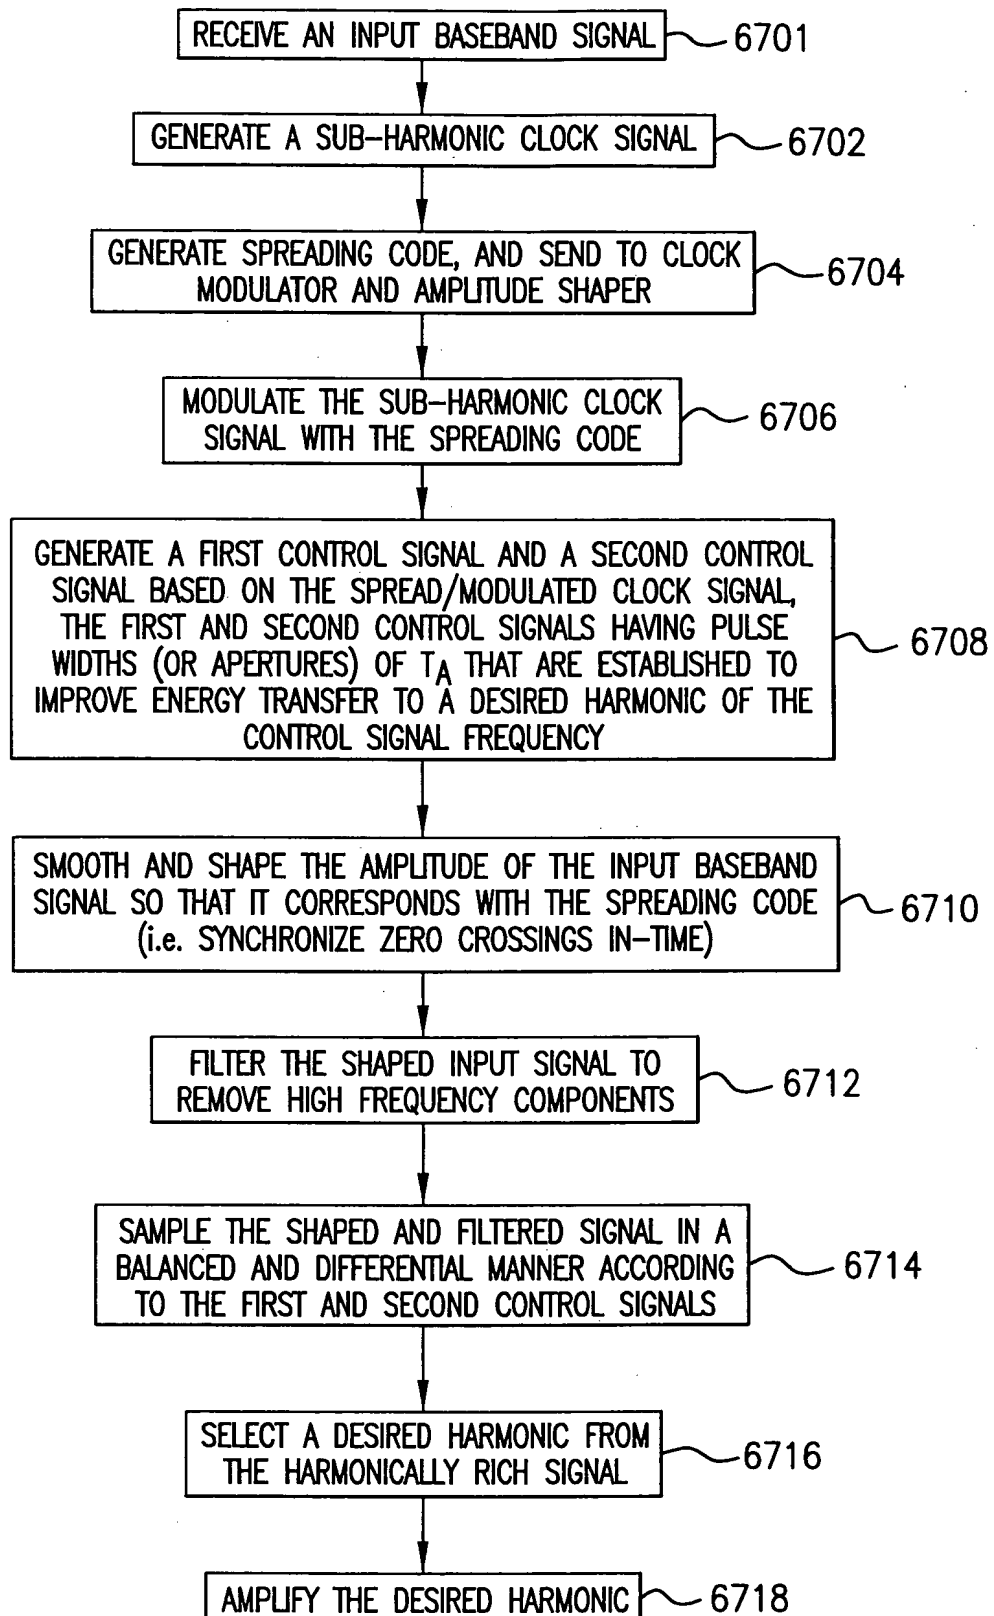 RECEIVE AN INPUT BASEBAND SIGNAL 6701
GENERATE A SUB-HARMONIC CLOCK SIGNAL 6702
GENERATE SPREADING CODE, AND SEND TO CLOCK
MODULATOR AND AMPLITUDE SHAPER
6704
MODULATE THE SUB-HARMONIC CLOCK
SIGNAL WITH THE SPREADING CODE
6706
GENERATE A FIRST CONTROL SIGNAL AND A SECOND CONTROL
SIGNAL BASED ON THE SPREAD/MODULATED CLOCK SIGNAL,
THE FIRST AND SECOND CONTROL SIGNALS HAVING PULSE
WIDTHS (OR APERTURES) OF TA THAT ARE ESTABLISHED TO
IMPROVE ENERGY TRANSFER TO A DESIRED HARMONIC OF THE
CONTROL SIGNAL FREQUENCY
6708
SMOOTH AND SHAPE THE AMPLITUDE OF THE INPUT BASEBAND
SIGNAL SO THAT IT CORRESPONDS WITH THE SPREADING CODE
(i.e. SYNCHRONIZE ZERO CROSSINGS IN-TIME)
6710
FILTER THE SHAPED INPUT SIGNAL TO
REMOVE HIGH FREQUENCY COMPONENTS
6712
SAMPLE THE SHAPED AND FILTERED SIGNAL IN A
BALANCED AND DIFFERENTIAL MANNER ACCORDING
TO THE FIRST AND SECOND CONTROL SIGNALS
6714
SELECT A DESIRED HARMONIC FROM
THE HARMONICALLY RICH SIGNAL
6716
AMPLIFY THE DESIRED HARMONIC 6718